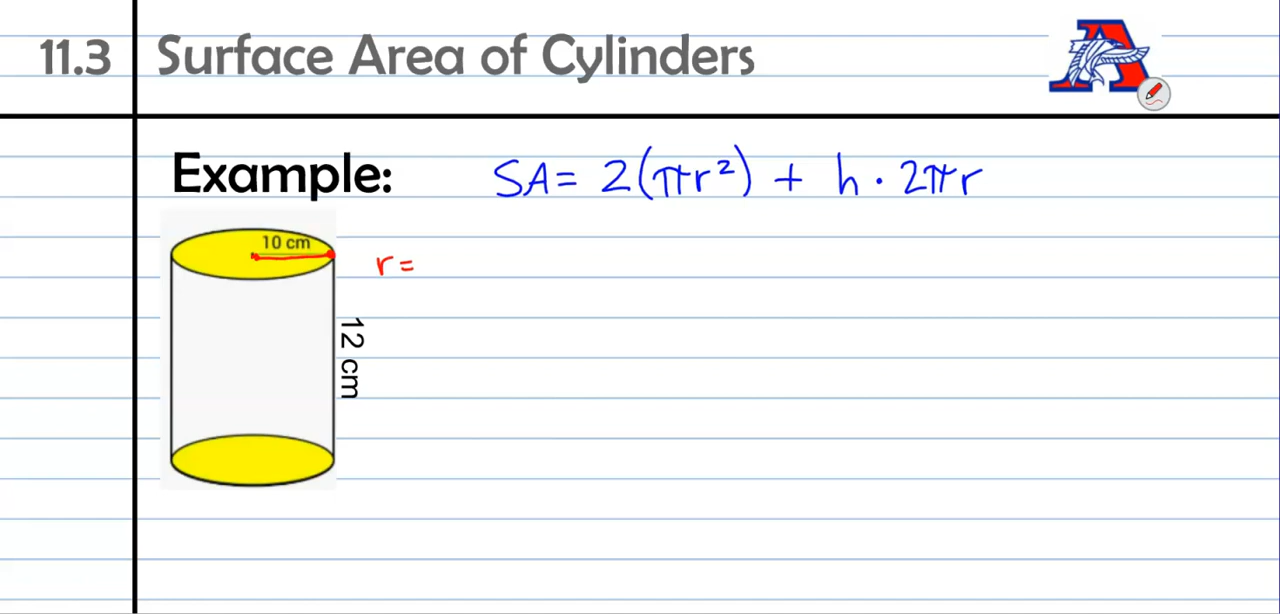 11.3 Surface Area of Cylinders
A
Example: SA = 2(πr²) + h · 2πr
10 cm
r =
12 cm